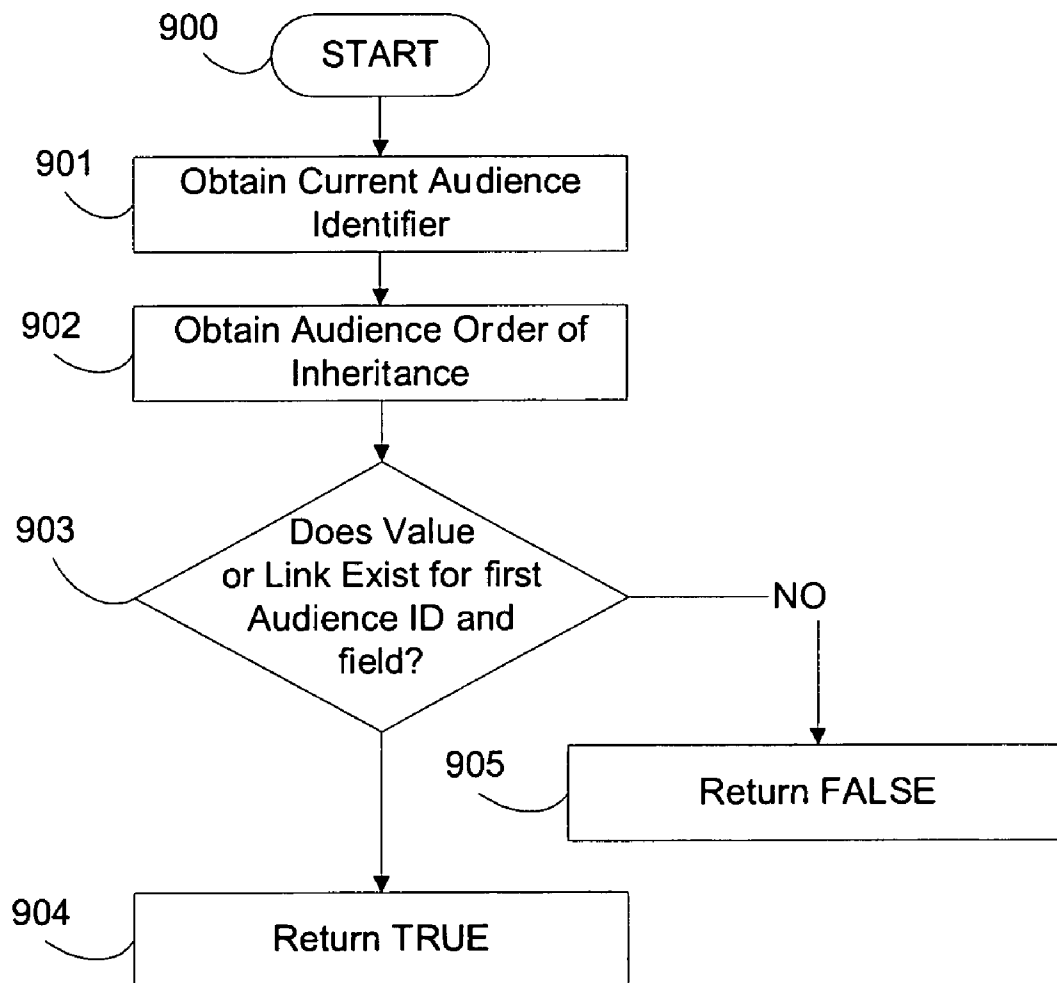 900
START
901
Obtain Current Audience
Identifier
902
Obtain Audience Order of
Inheritance
903
Does Value
or Link Exist for first
Audience ID and
field?
NO
905
Return FALSE
904
Return TRUE